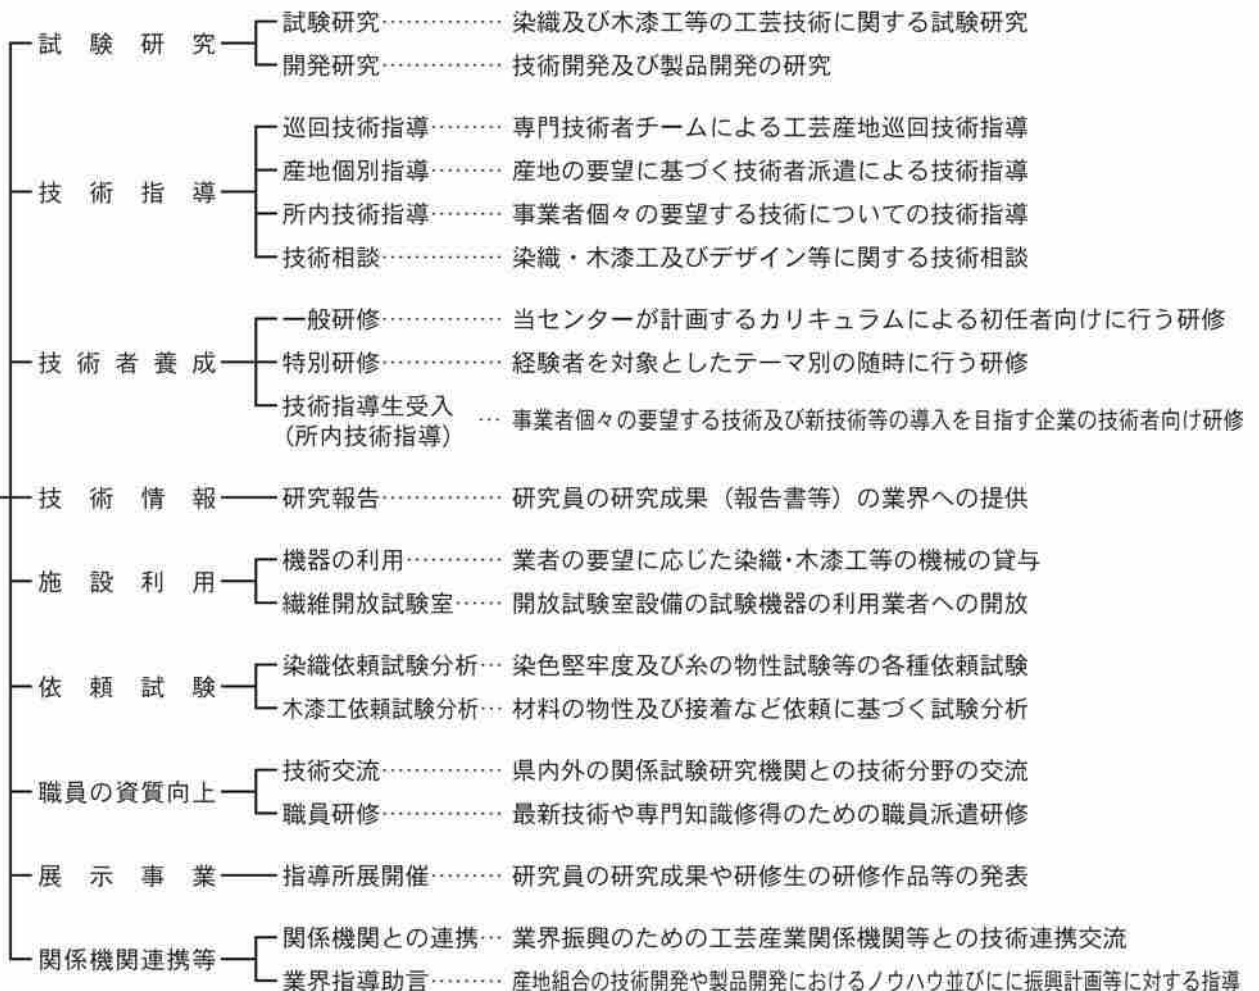 試験研究
試験研究…………… 染織及び木漆工等の工芸技術に関する試験研究
開発研究…………… 技術開発及び製品開発の研究
技術指導
巡回技術指導……… 専門技術者チームによる工芸産地巡回技術指導
産地個別指導……… 産地の要望に基づく技術者派遣による技術指導
所内技術指導……… 事業者個々の要望する技術についての技術指導
技術相談…………… 染織・木漆工及びデザイン等に関する技術相談
技術者養成
一般研修…………… 当センターが計画するカリキュラムによる初任者向けに行う研修
特別研修…………… 経験者を対象としたテーマ別の随時に行う研修
技術指導生受入
(所内技術指導) … 事業者個々の要望する技術及び新技術等の導入を目指す企業の技術者向け研修
技術情報
研究報告…………… 研究員の研究成果（報告書等）の業界への提供
施設利用
機器の利用………… 業者の要望に応じた染織・木漆工等の機械の貸与
繊維開放試験室…… 開放試験室設備の試験機器の利用業者への開放
依頼試験
染織依頼試験分析… 染色堅牢度及び糸の物性試験等の各種依頼試験
木漆工依頼試験分析… 材料の物性及び接着など依頼に基づく試験分析
職員の資質向上
技術交流…………… 県内外の関係試験研究機関との技術分野の交流
職員研修…………… 最新技術や専門知識修得のための職員派遣研修
展示事業
指導所展開催……… 研究員の研究成果や研修生の研修作品等の発表
関係機関連携等
関係機関との連携… 業界振興のための工芸産業関係機関等との技術連携交流
業界指導助言……… 産地組合の技術開発や製品開発におけるノウハウ並びにに振興計画等に対する指導